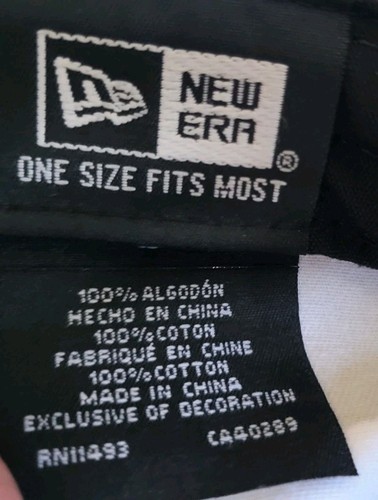 NEW
ERA
®
ONE SIZE FITS MOST
100% ALGODÓN
HECHO EN CHINA
100% COTON
FABRIQUÉ EN CHINE
100% COTTON
MADE IN CHINA
EXCLUSIVE OF DECORATION
RN11493 CA40289